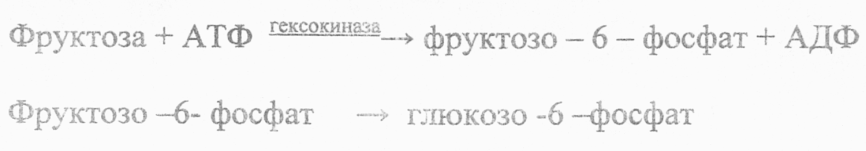 Фруктоза + АТФ гексокиназа → фруктозо – 6 – фосфат + АДФ
Фруктозо –6- фосфат → глюкозо -6 –фосфат